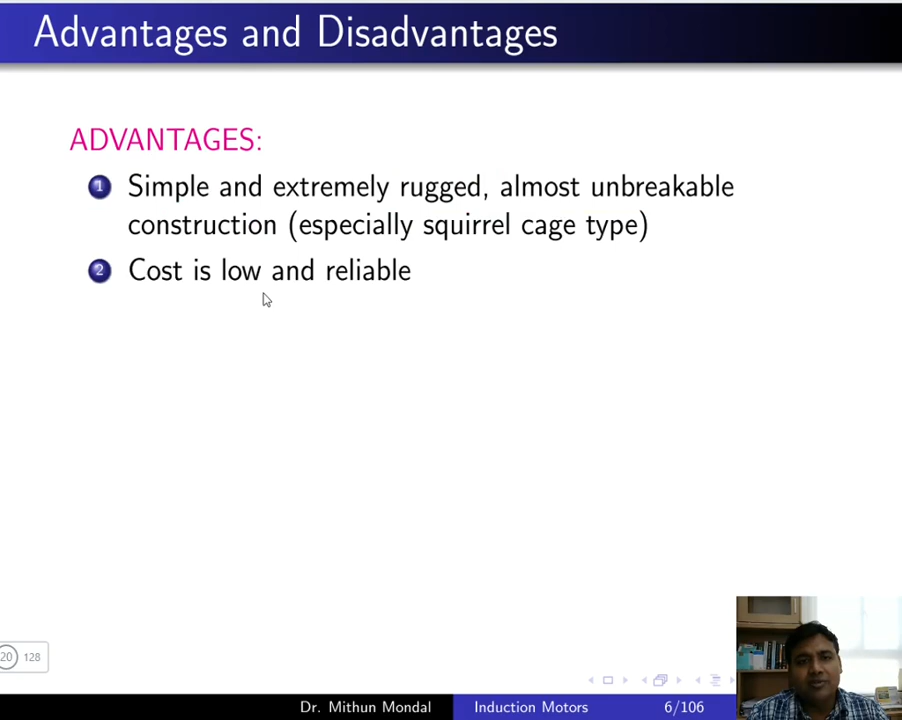 Advantages and Disadvantages
ADVANTAGES:
1 Simple and extremely rugged, almost unbreakable
construction (especially squirrel cage type)
2 Cost is low and reliable
20 128
Dr. Mithun Mondal Induction Motors 6/106